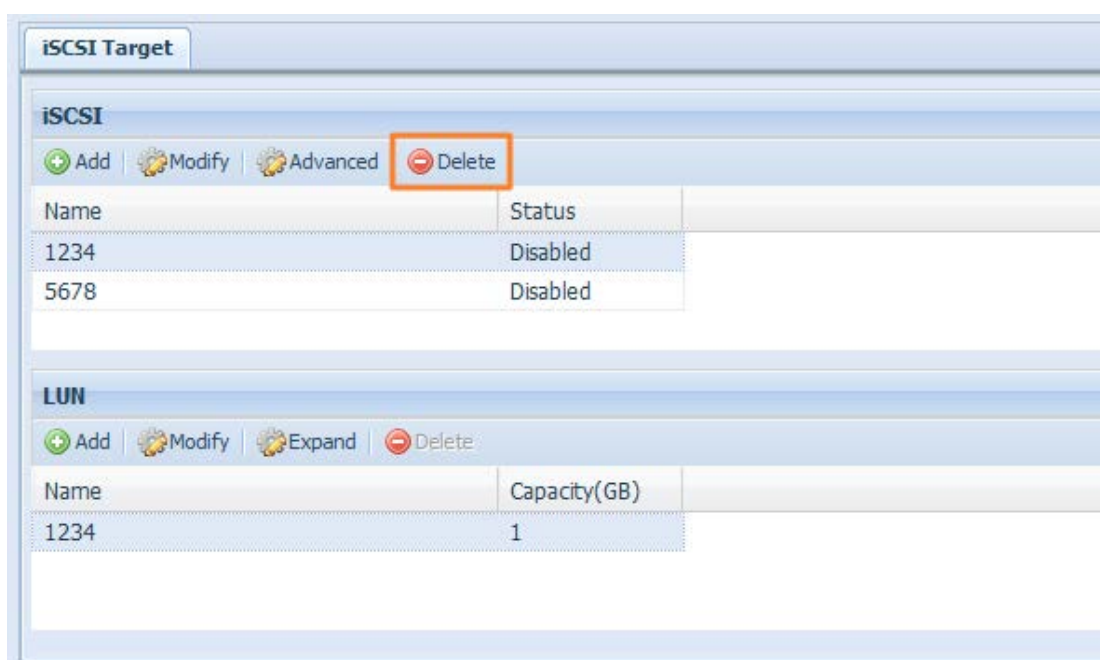 iSCSI Target
iSCSI
Add Modify Advanced Delete
Name Status
1234 Disabled
5678 Disabled
LUN
Add Modify Expand Delete
Name Capacity(GB)
1234 1